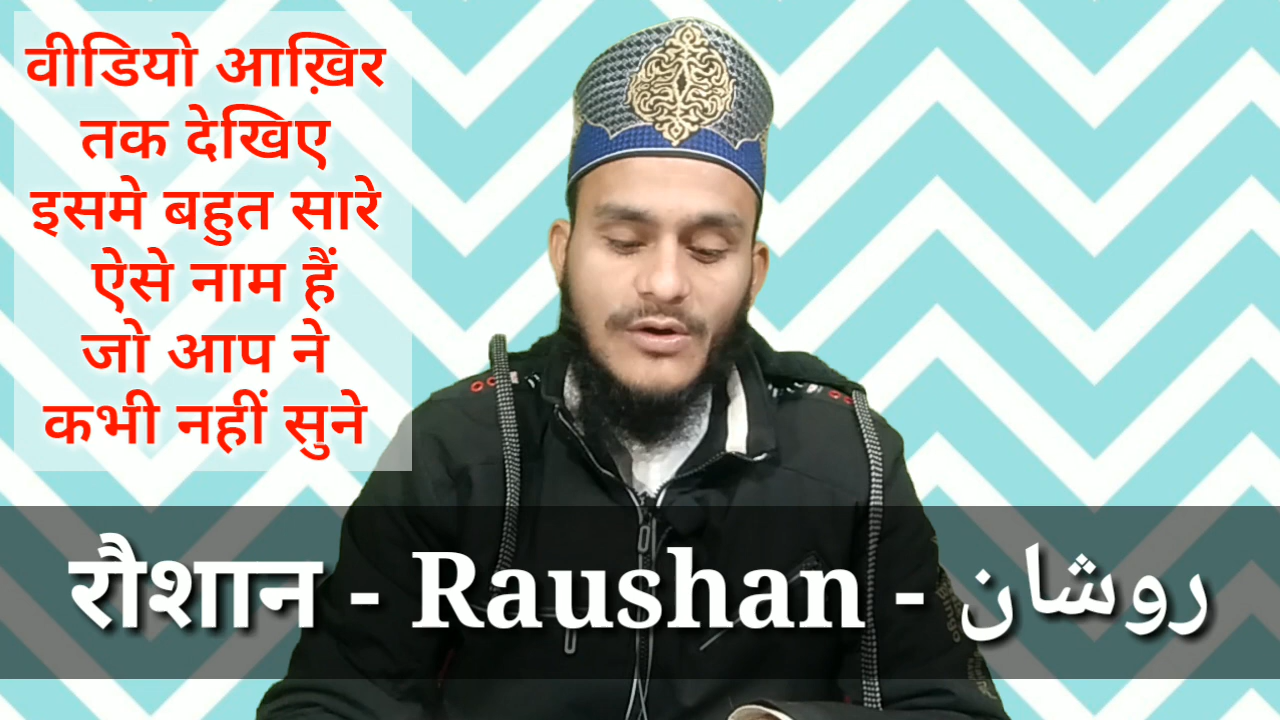 वीडियो आख़िर
तक देखिए
इसमे बहुत सारे
ऐसे नाम हैं
जो आप ने
कभी नहीं सुने
रौशान - Raushan - روشان